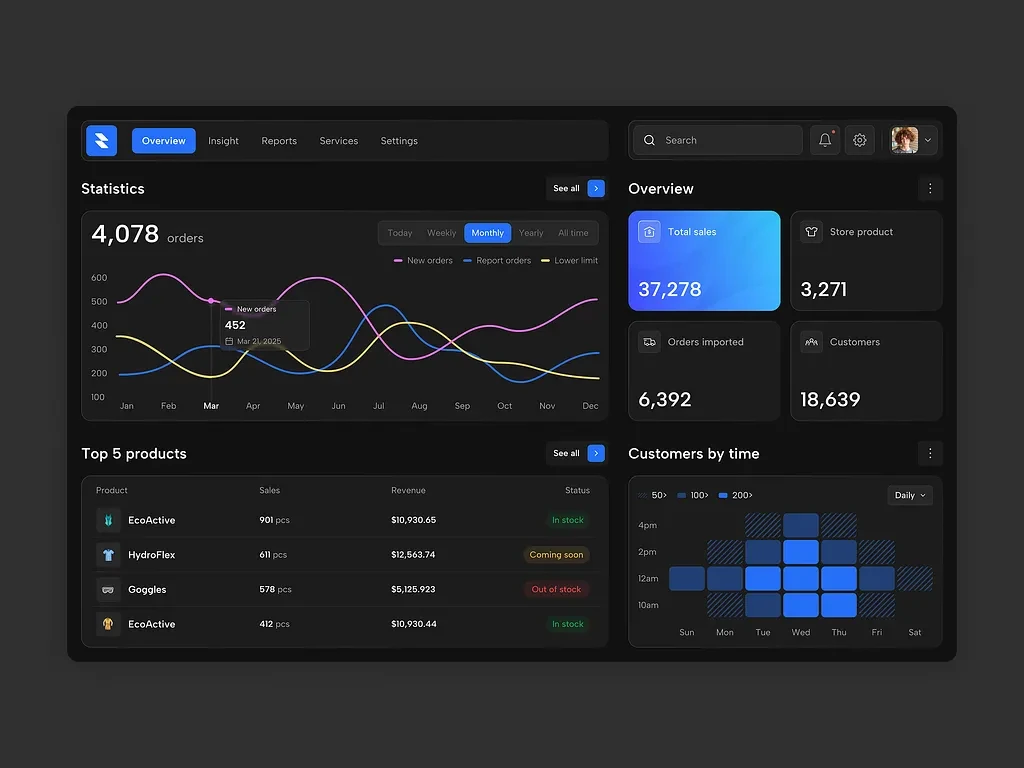 Overview Insight Reports Services Settings
Search
Statistics
See all
4,078 orders
Today Weekly Monthly Yearly All time
New orders Report orders Lower limit
600
500
400
300
200
100
New orders
452
Mar 21, 2025
Jan Feb Mar Apr May Jun Jul Aug Sep Oct Nov Dec
Overview
Total sales
37,278
Store product
3,271
Orders imported
6,392
Customers
18,639
Top 5 products
See all
Product Sales Revenue Status
EcoActive 901 pcs $10,930.65 In stock
HydroFlex 611 pcs $12,563.74 Coming soon
Goggles 578 pcs $5,125.923 Out of stock
EcoActive 412 pcs $10,930.44 In stock
Customers by time
50> 100> 200>
Daily
4pm
2pm
12am
10am
Sun Mon Tue Wed Thu Fri Sat